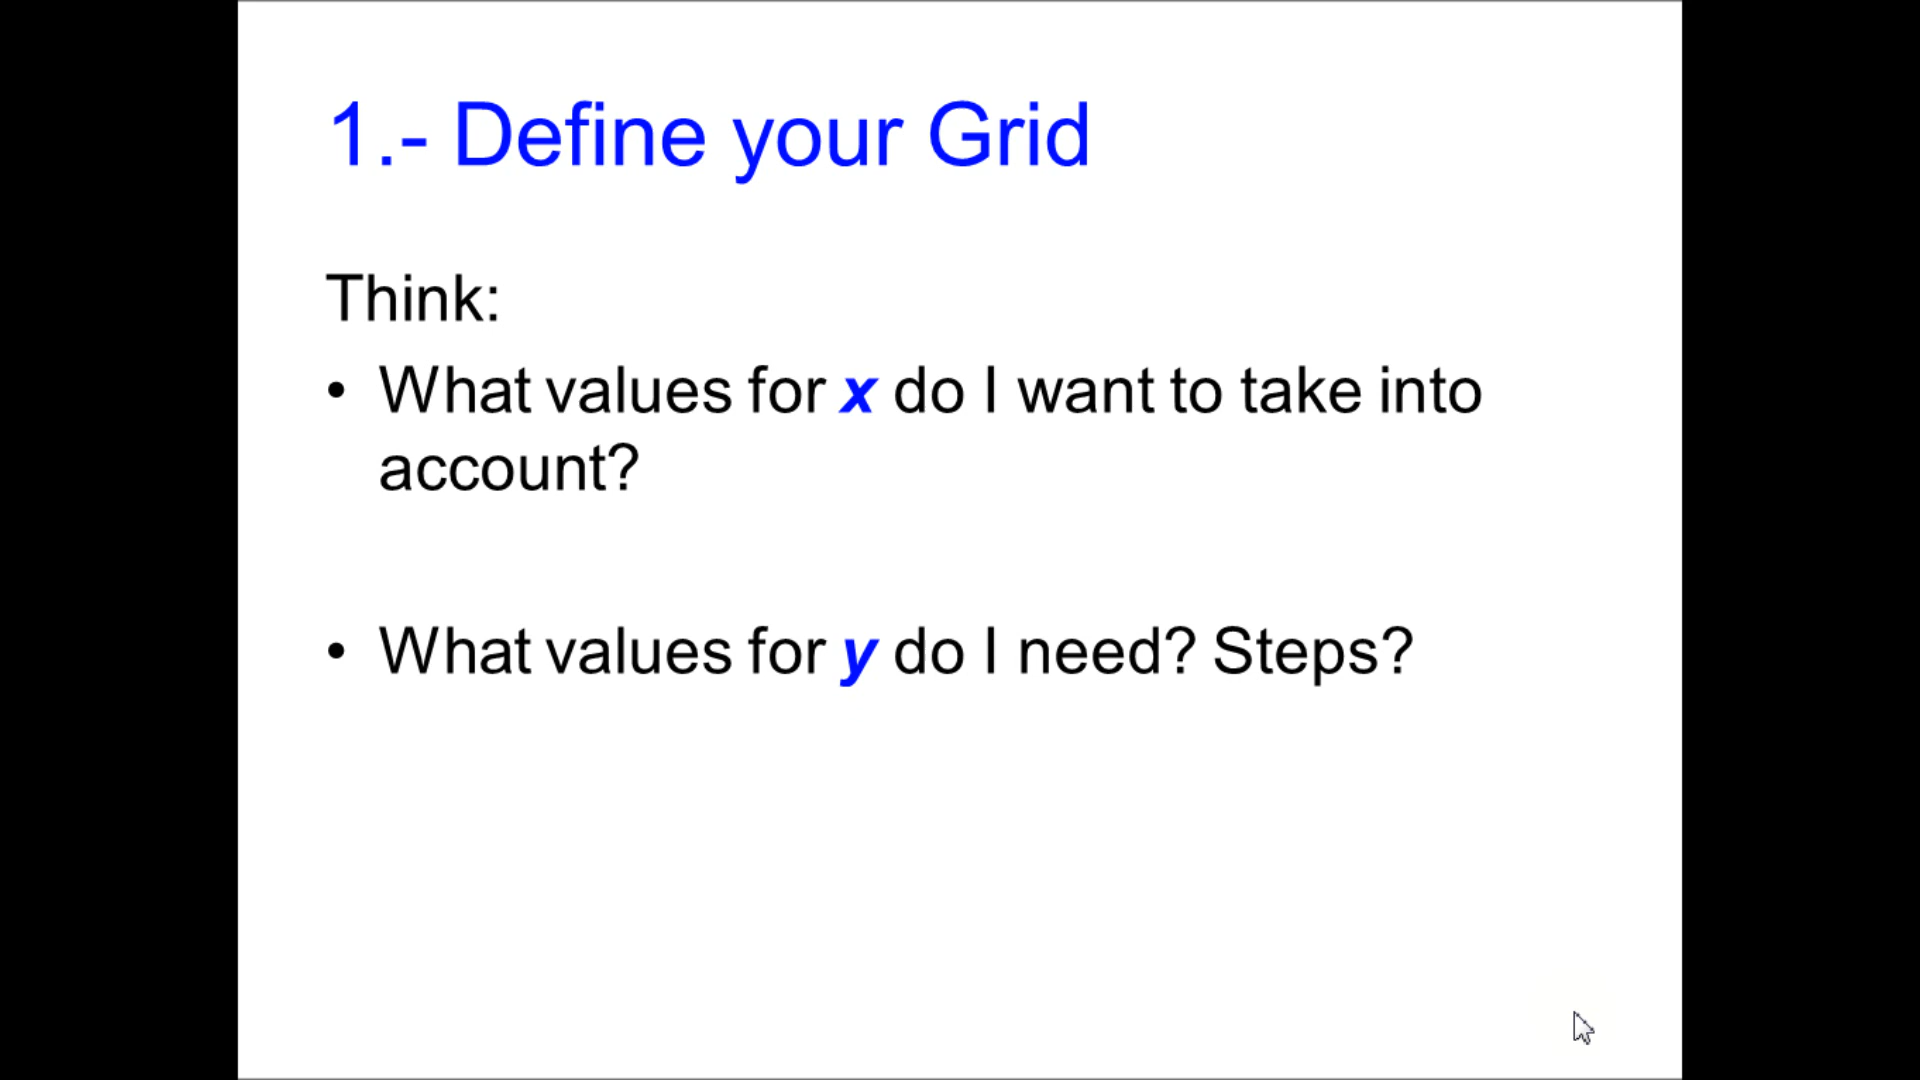 1.- Define your Grid
Think:
• What values for x do I want to take into
account?
• What values for y do I need? Steps?